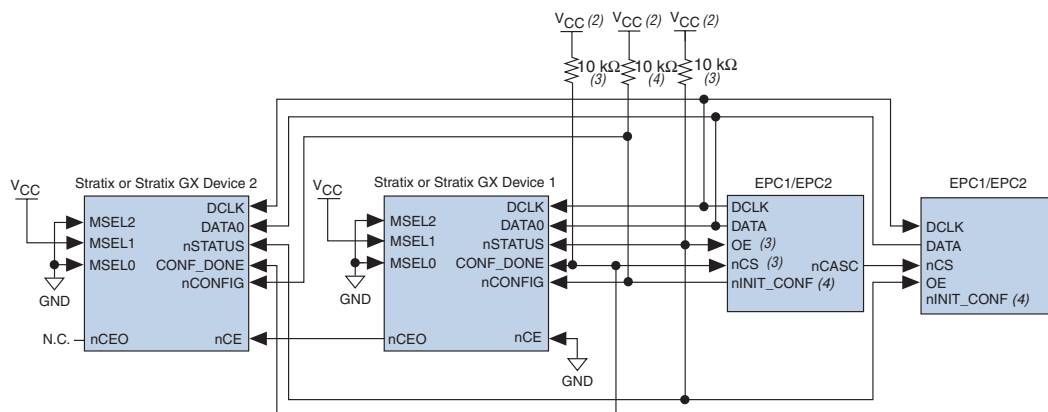 VCC (2) VCC (2) VCC (2)
10 kΩ (3) 10 kΩ (4) 10 kΩ (3)
Stratix or Stratix GX Device 2
VCC
MSEL2
MSEL1
MSEL0
GND
DCLK
DATA0
nSTATUS
CONF_DONE
nCONFIG
N.C.
nCEO
nCE
Stratix or Stratix GX Device 1
VCC
MSEL2
MSEL1
MSEL0
GND
DCLK
DATA0
nSTATUS
CONF_DONE
nCONFIG
nCEO
nCE
GND
EPC1/EPC2
DCLK
DATA
OE (3)
nCS (3)
nCASC
nINIT_CONF (4)
EPC1/EPC2
DCLK
DATA
nCS
OE
nINIT_CONF (4)